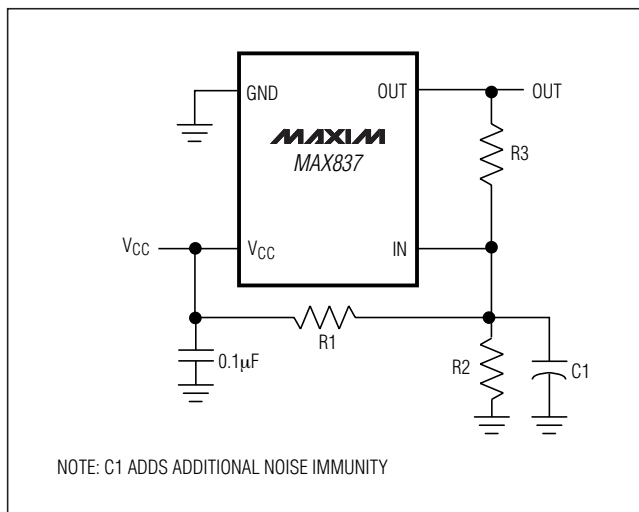 GND
OUT
OUT
MAXIM
MAX837
R3
VCC
VCC
IN
R1
0.1µF
R2
C1
NOTE: C1 ADDS ADDITIONAL NOISE IMMUNITY